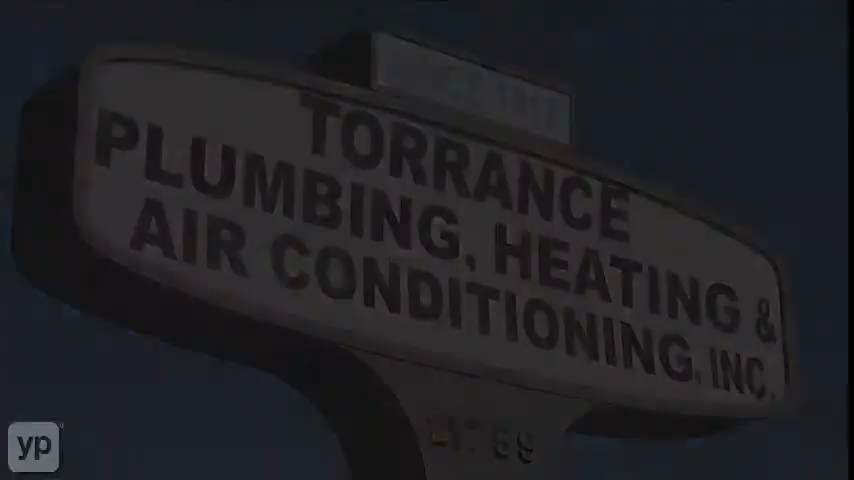 TORRANCE
PLUMBING, HEATING &
AIR CONDITIONING, INC.
yp